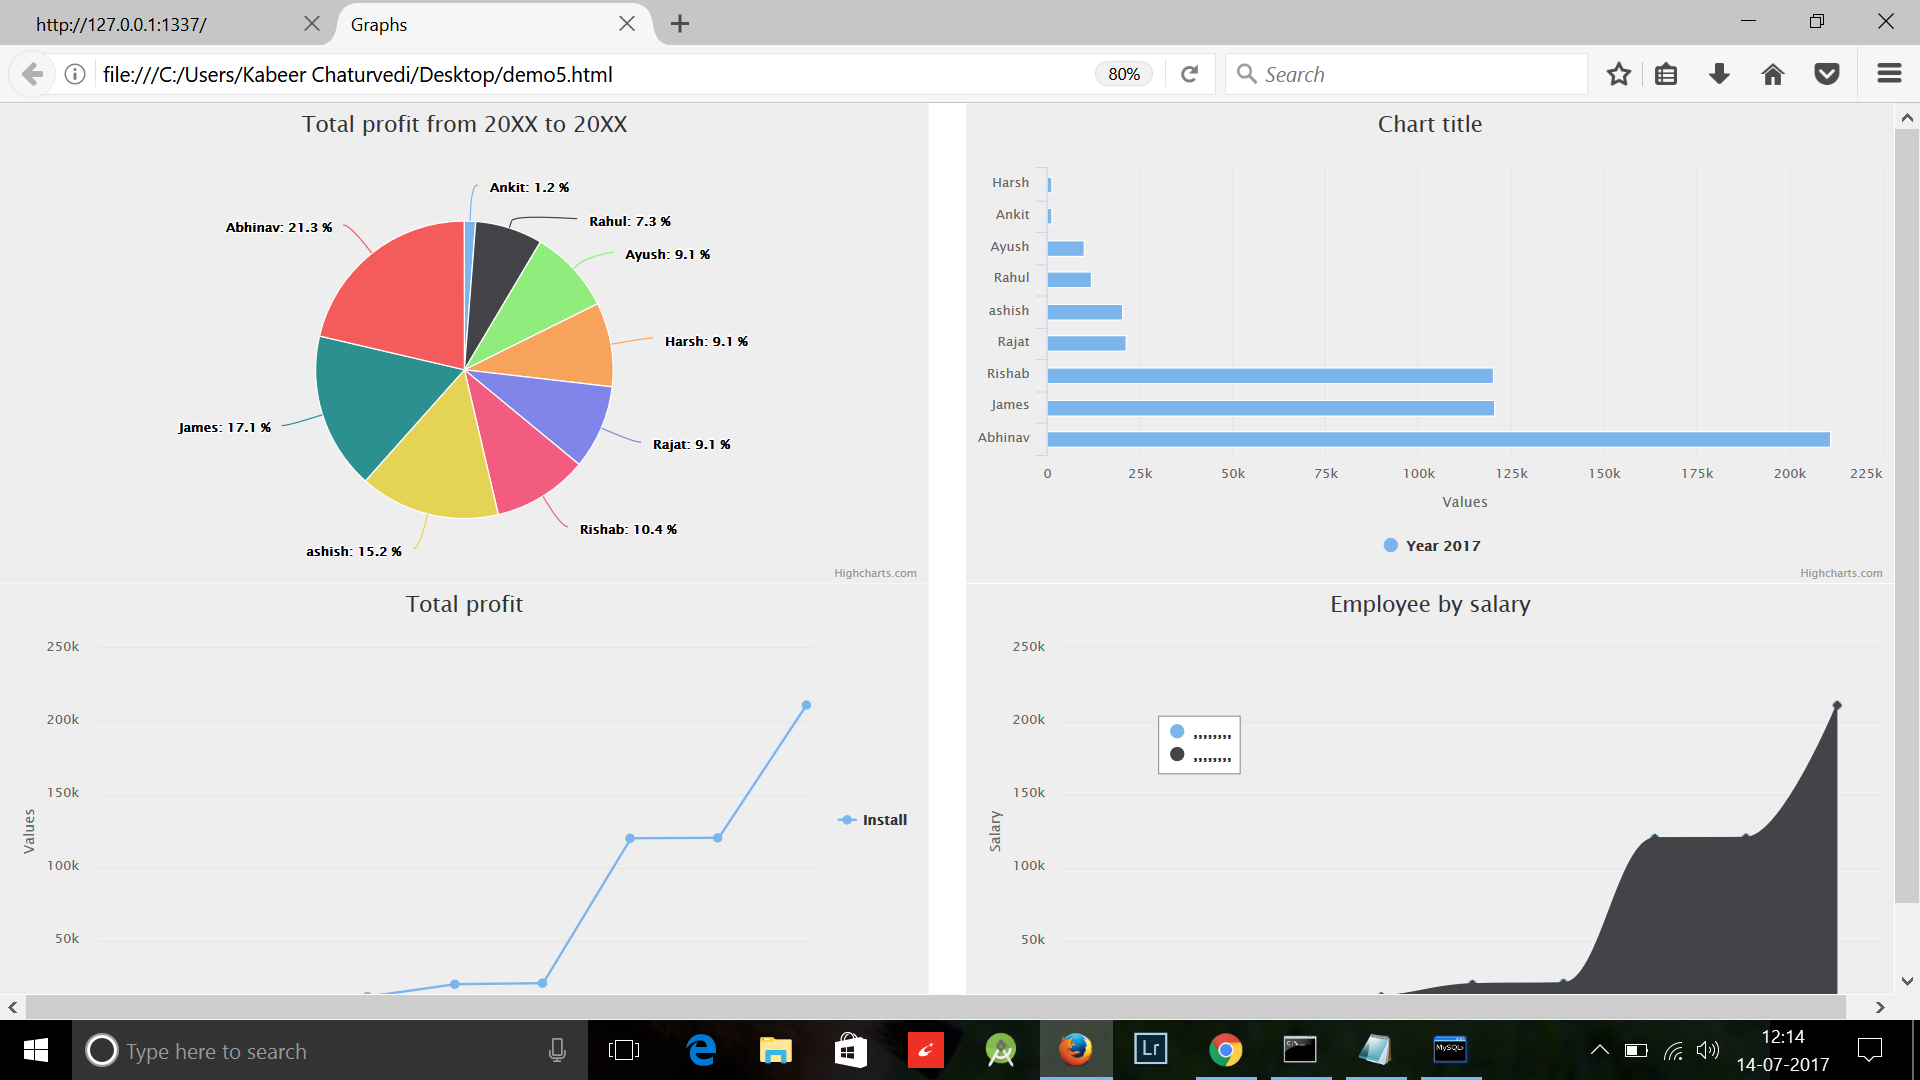 http://127.0.0.1:1337/
Graphs
file:///C:/Users/Kabeer Chaturvedi/Desktop/demo5.html
80%
Search
Total profit from 20XX to 20XX
Ankit: 1.2 %
Rahul: 7.3 %
Abhinav: 21.3 %
Ayush: 9.1 %
Harsh: 9.1 %
James: 17.1 %
Rajat: 9.1 %
Rishab: 10.4 %
ashish: 15.2 %
Highcharts.com
Chart title
Harsh
Ankit
Ayush
Rahul
ashish
Rajat
Rishab
James
Abhinav
0 25k 50k 75k 100k 125k 150k 175k 200k 225k
Values
Year 2017
Highcharts.com
Total profit
250k
200k
150k
100k
50k
Values
Install
Employee by salary
250k
200k
150k
100k
50k
Salary
,,,,,,,,
,,,,,,,,
Type here to search
Lr
C:\_
MySQL>
12:14
14-07-2017